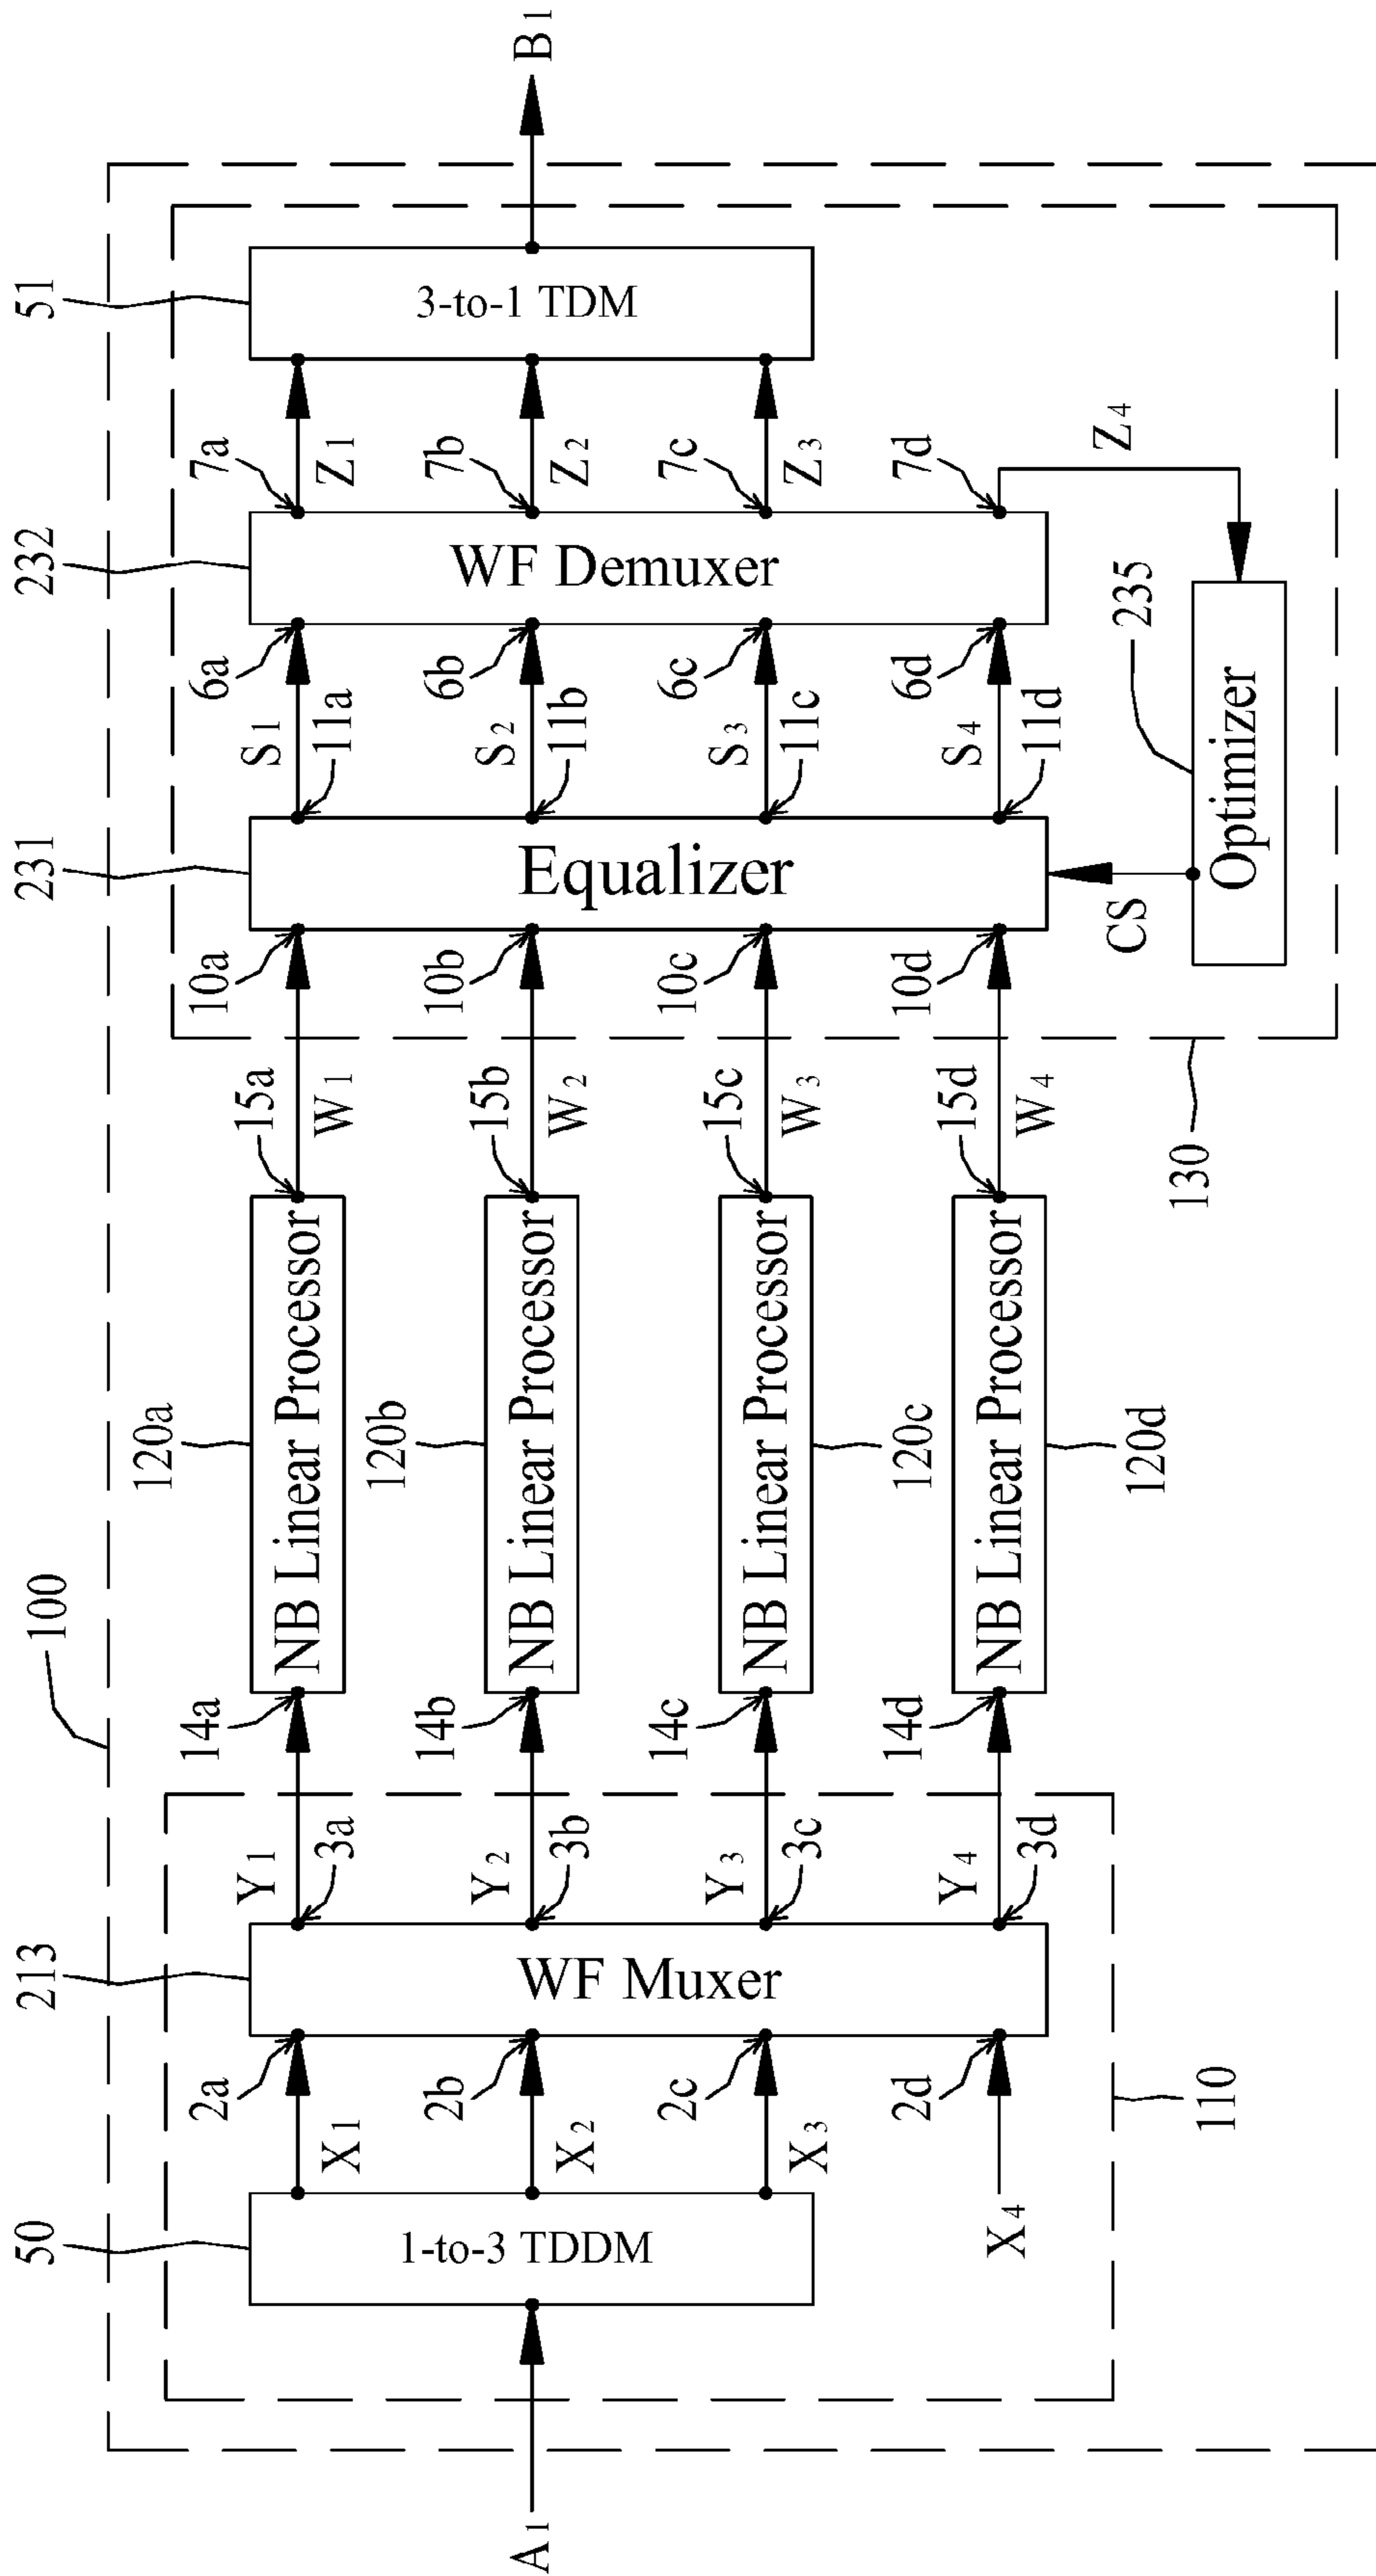 100
110
130
A1
50
1-to-3 TDDM
X1
X2
X3
X4
2a
2b
2c
2d
213
WF Muxer
Y1
3a
Y2
3b
Y3
3c
Y4
3d
14a
14b
14c
14d
120a
NB Linear Processor
120b
NB Linear Processor
120c
NB Linear Processor
120d
NB Linear Processor
15a
W1
15b
W2
15c
W3
15d
W4
10a
10b
10c
10d
231
Equalizer
CS
S1
11a
S2
11b
S3
11c
S4
11d
6a
6b
6c
6d
232
WF Demuxer
7a
Z1
7b
Z2
7c
Z3
7d
Z4
235
Optimizer
51
3-to-1 TDM
B1